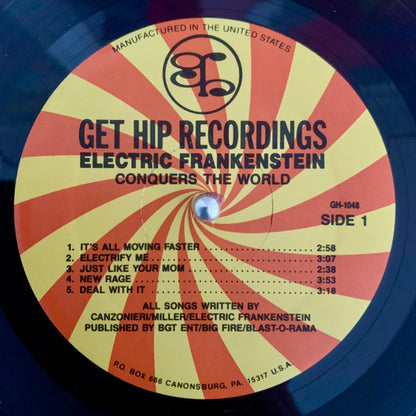 MANUFACTURED IN THE UNITED STATES
GET HIP RECORDINGS
ELECTRIC FRANKENSTEIN
CONQUERS THE WORLD
GH-1048
SIDE 1
1. IT'S ALL MOVING FASTER 2:58
2. ELECTRIFY ME 3:07
3. JUST LIKE YOUR MOM 2:38
4. NEW RAGE 3:53
5. DEAL WITH IT 3:18
ALL SONGS WRITTEN BY
CANZONIERI/MILLER/ELECTRIC FRANKENSTEIN
PUBLISHED BY BGT ENT/BIG FIRE/BLAST-O-RAMA
P.O. BOX 666 CANONSBURG, PA. 15317 U.S.A.